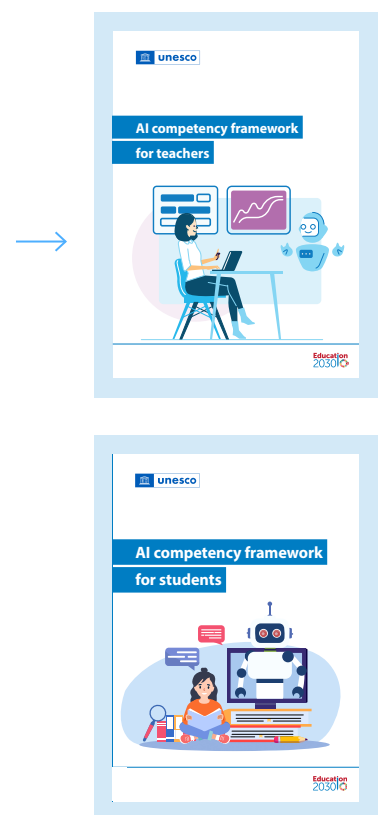 unesco
AI competency framework
for teachers
Education
2030
unesco
AI competency framework
for students
Education
2030